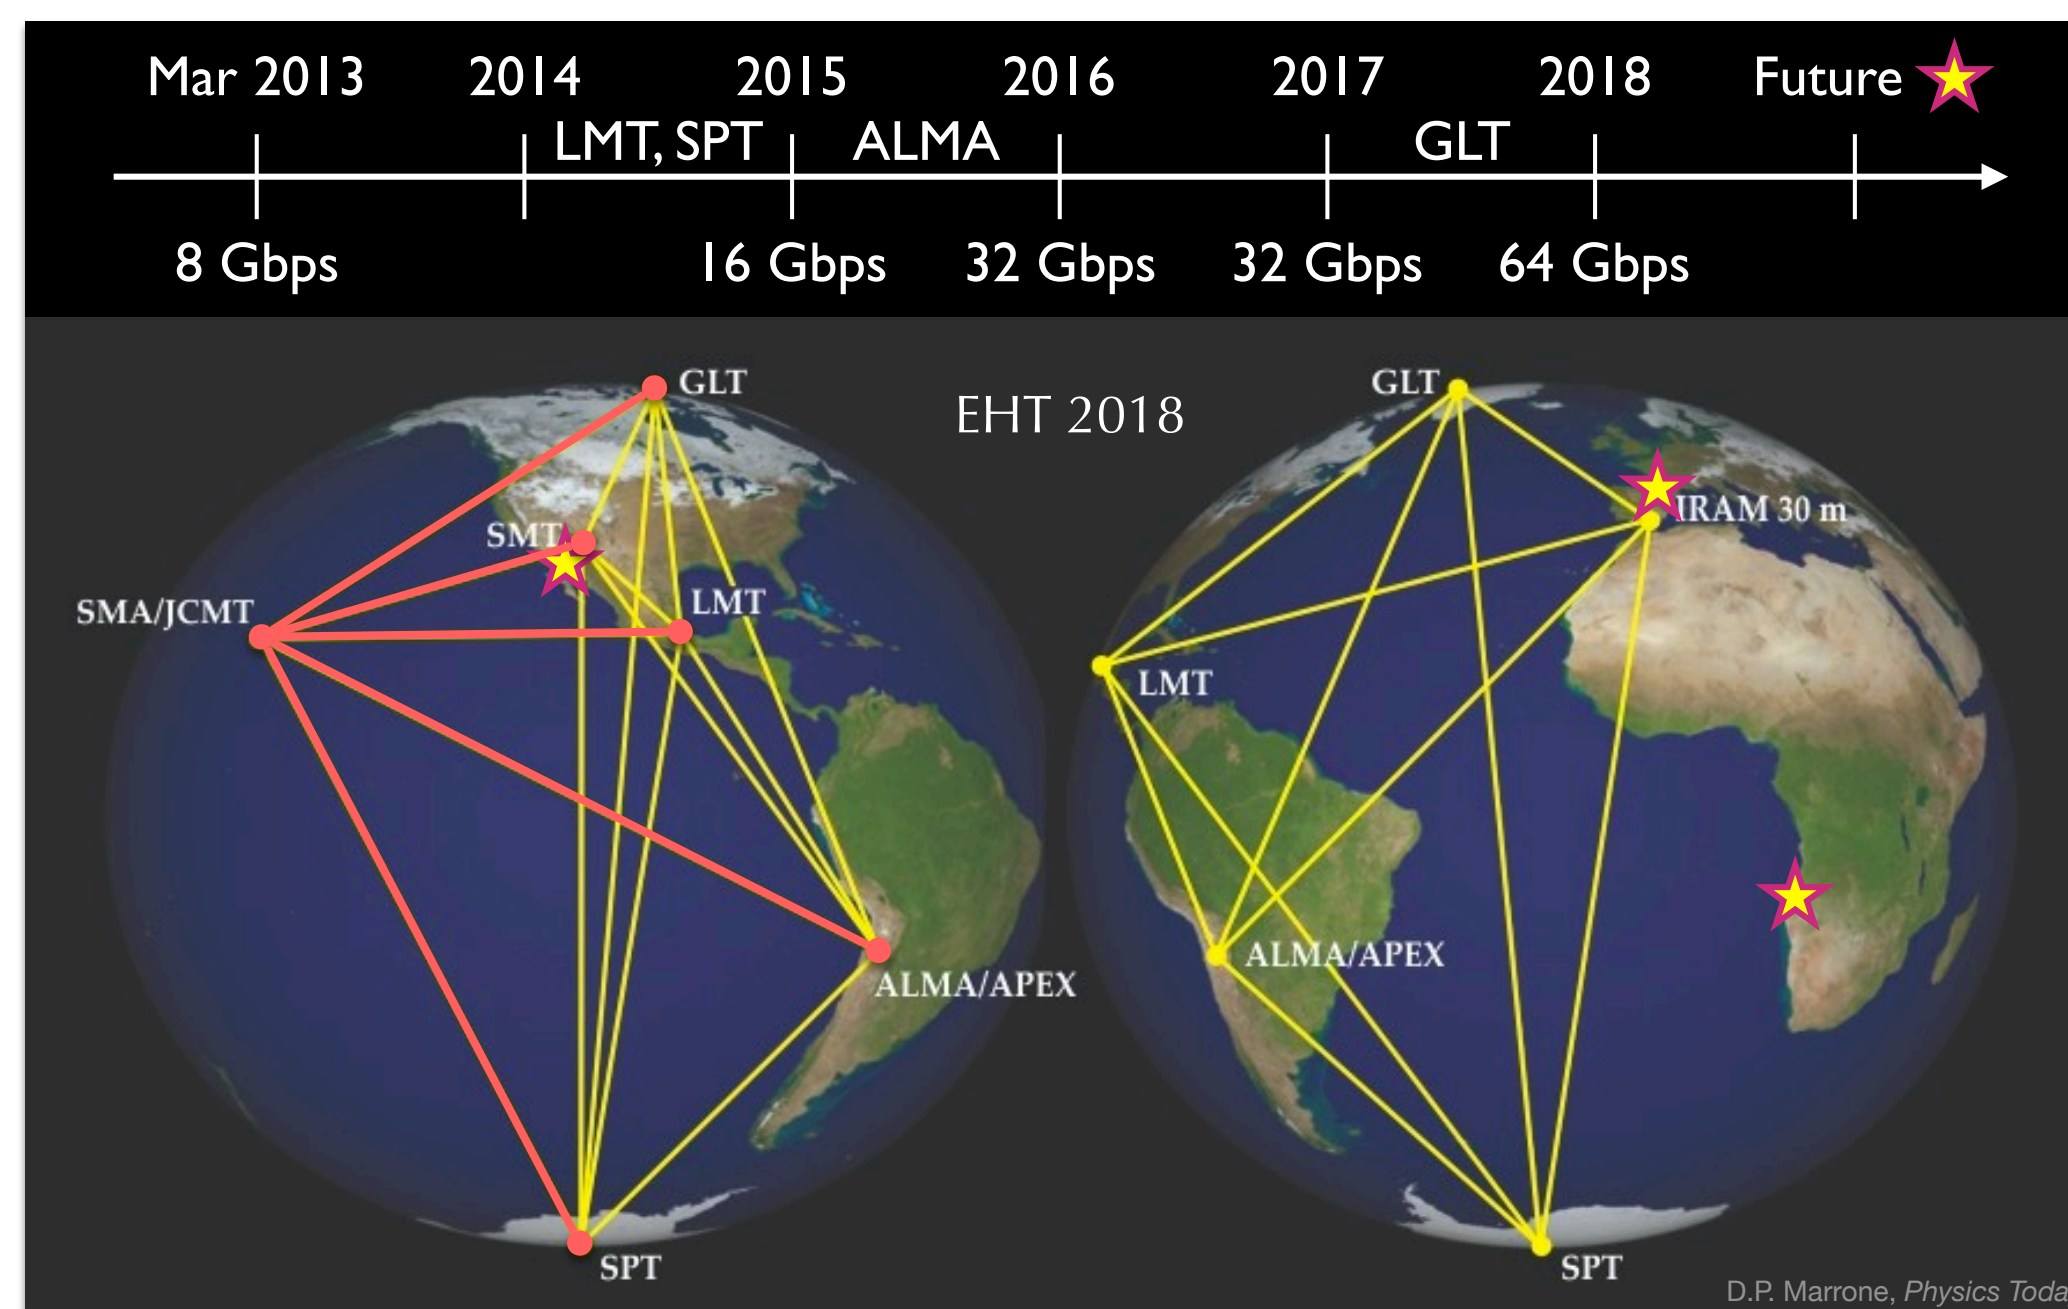 Mar 2013 2014 2015 2016 2017 2018 Future
LMT, SPT ALMA GLT
8 Gbps 16 Gbps 32 Gbps 32 Gbps 64 Gbps
EHT 2018
GLT
SMT
SMA/JCMT
LMT
ALMA/APEX
SPT
GLT
IRAM 30 m
LMT
ALMA/APEX
SPT
D.P. Marrone, Physics Toda